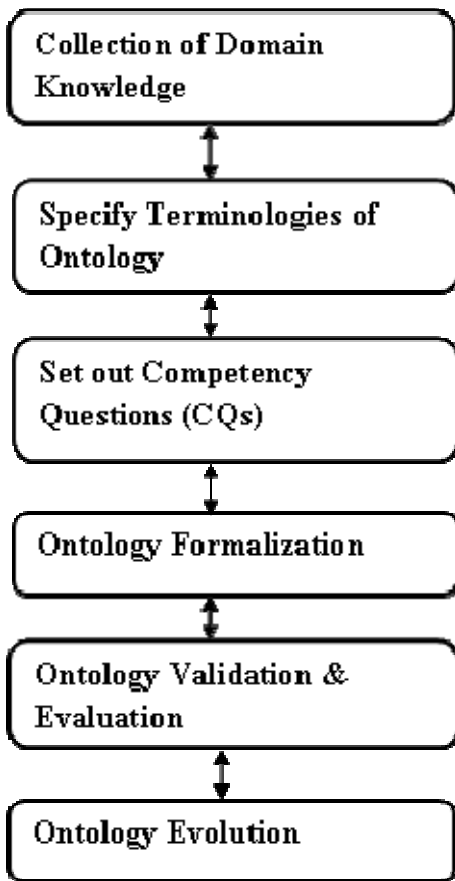 Collection of Domain
Knowledge
Specify Terminologies of
Ontology
Set out Competency
Questions (CQs)
Ontology Formalization
Ontology Validation &
Evaluation
Ontology Evolution